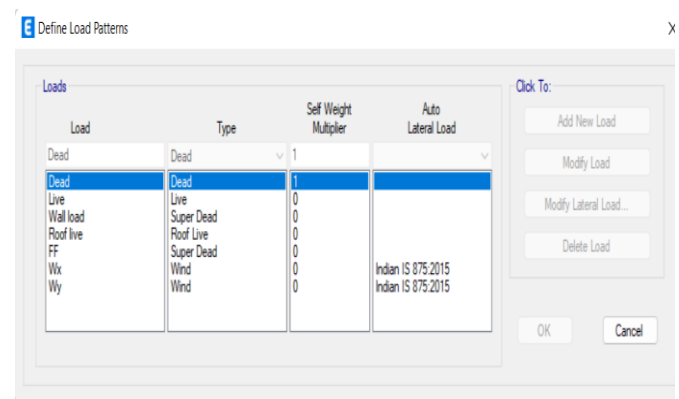 E Define Load Patterns X
Loads
Click To:
Load Type Self Weight Multiplier Auto Lateral Load
Dead Dead 1
Add New Load
Modify Load
Modify Lateral Load...
Delete Load
Dead Dead 1
Live Live 0
Wall load Super Dead 0
Roof live Roof Live 0
FF Super Dead 0
Wx Wind 0 Indian IS 875:2015
Wy Wind 0 Indian IS 875:2015
OK Cancel